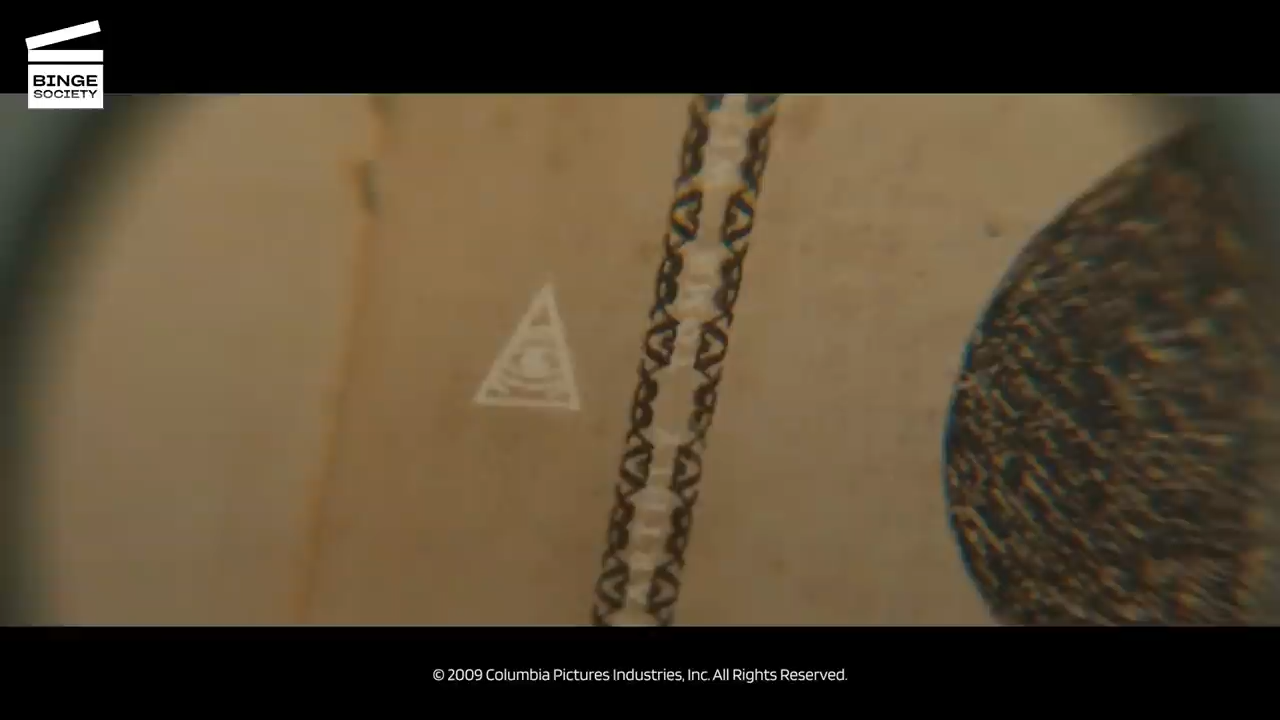 BINGE
SOCIETY
© 2009 Columbia Pictures Industries, Inc. All Rights Reserved.